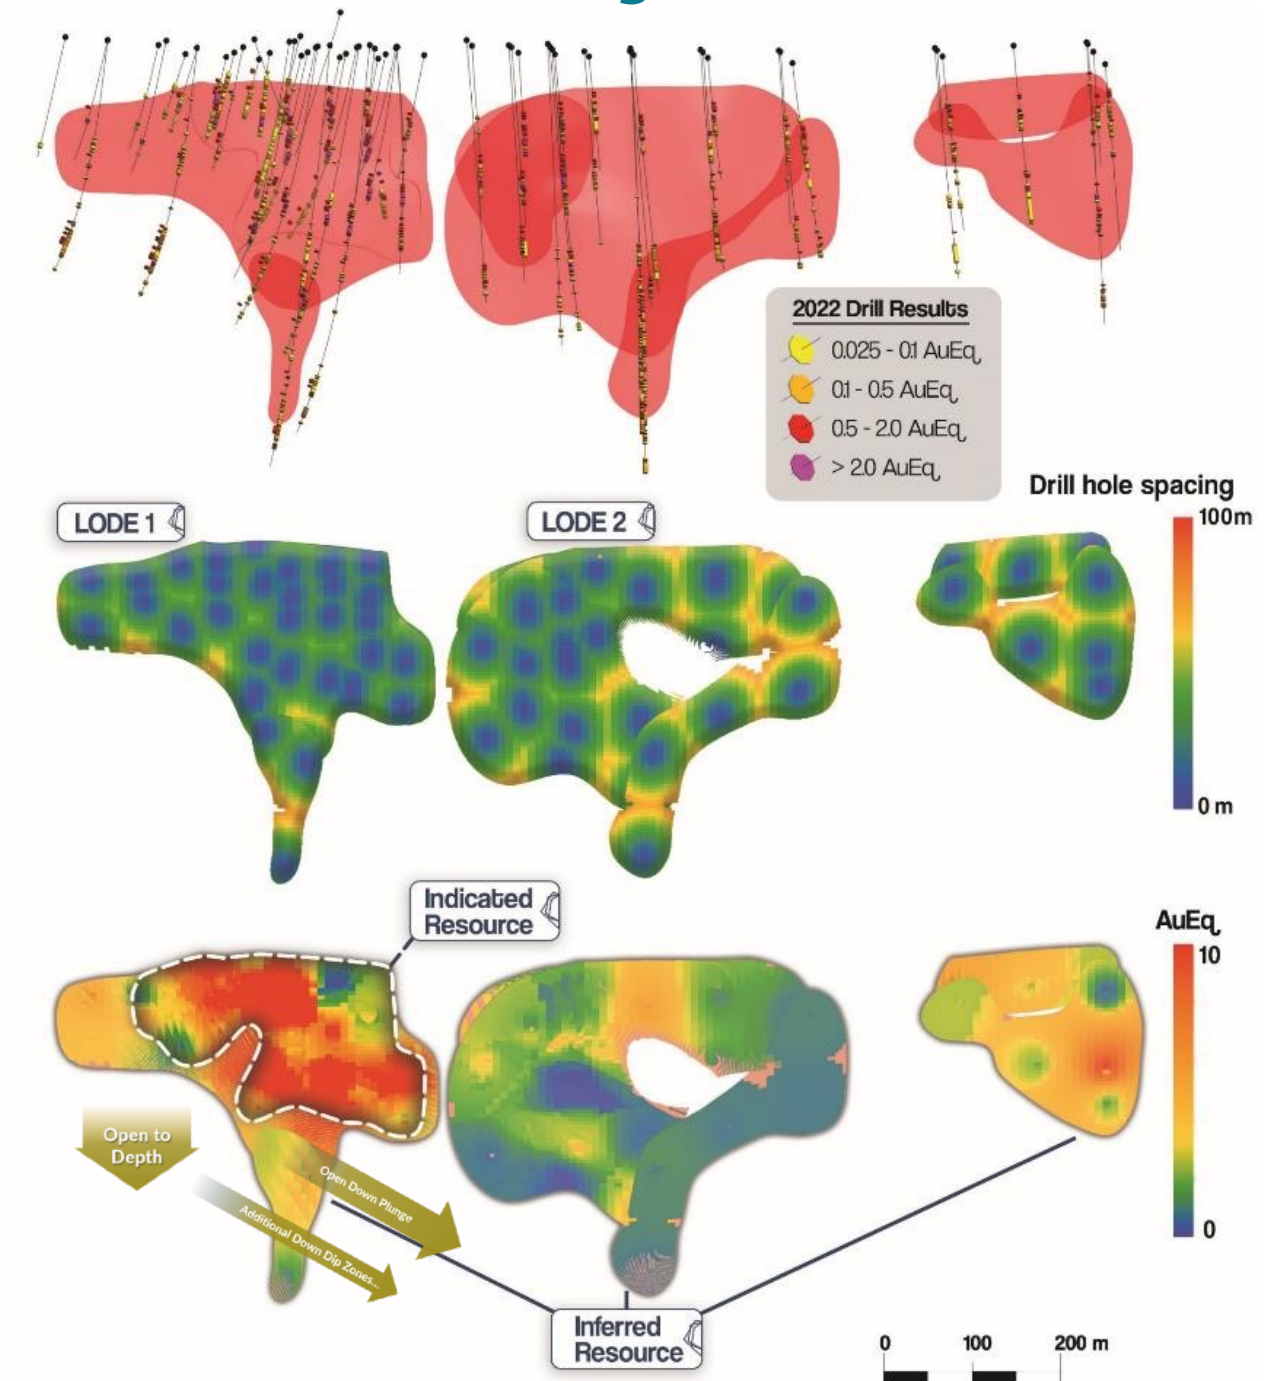 2022 Drill Results
0.025 - 0.1 AuEq
0.1 - 0.5 AuEq
0.5 - 2.0 AuEq
> 2.0 AuEq
Drill hole spacing
100m
0 m
LODE 1
LODE 2
Indicated
Resource
AuEq
10
0
Open to
Depth
Open Down Plunge
Additional Down Dip Zones...
Inferred
Resource
0 100 200 m